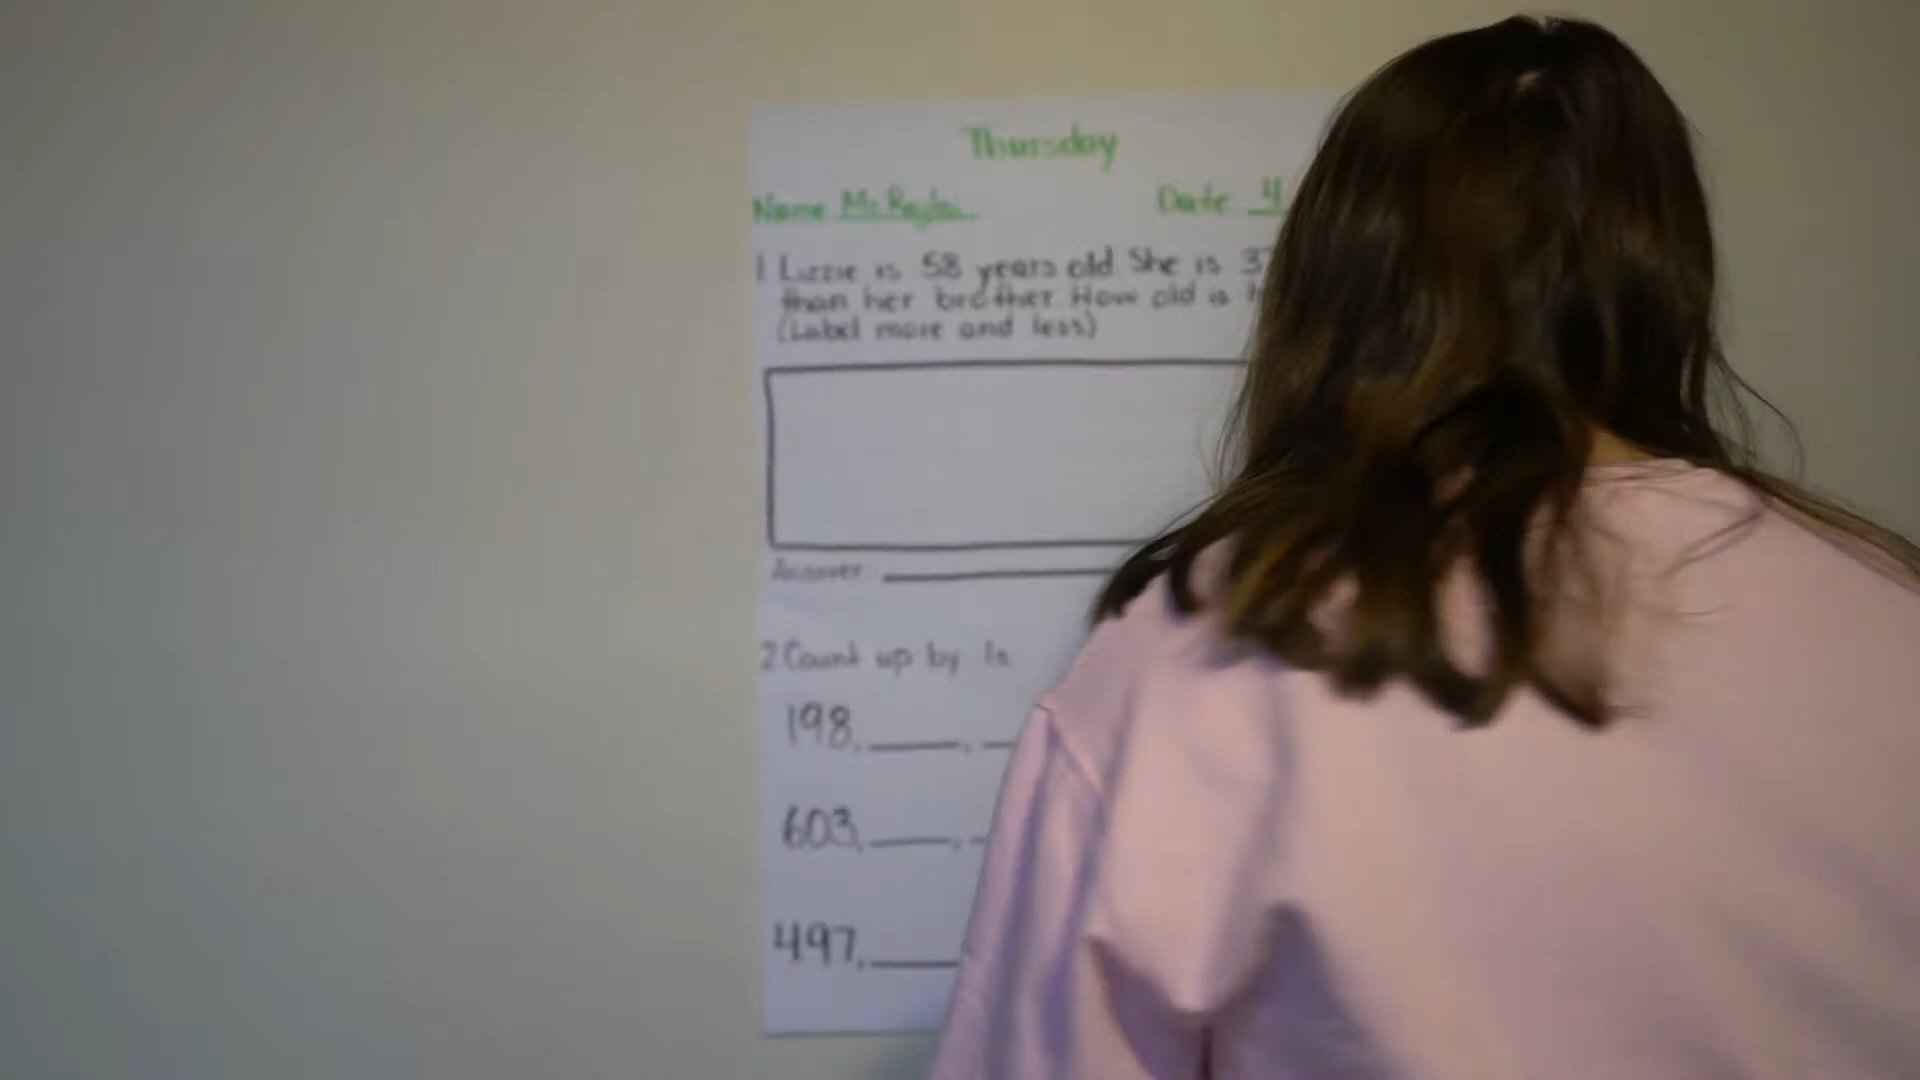 Thursday
Name Ms. Date 4
1 Lizzie is 58 years old. She is
than her brother. How old is
(Label more and less)
Answer
2 Count up by 1s
198, ____, __
603, ____, _
497, ____